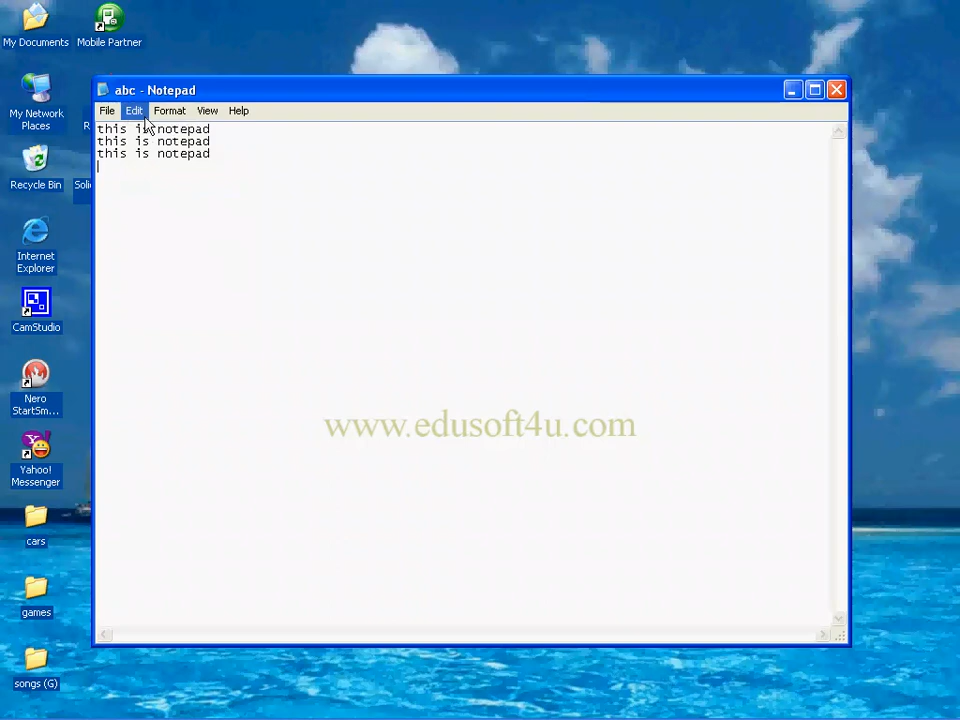 My Documents
Mobile Partner
abc - Notepad
File Edit Format View Help
this is notepad
this is notepad
this is notepad
My Network
Places
R
Recycle Bin
Soli
Internet
Explorer
CamStudio
Nero
StartSm...
Yahoo!
Messenger
cars
games
songs (G)
www.edusoft4u.com